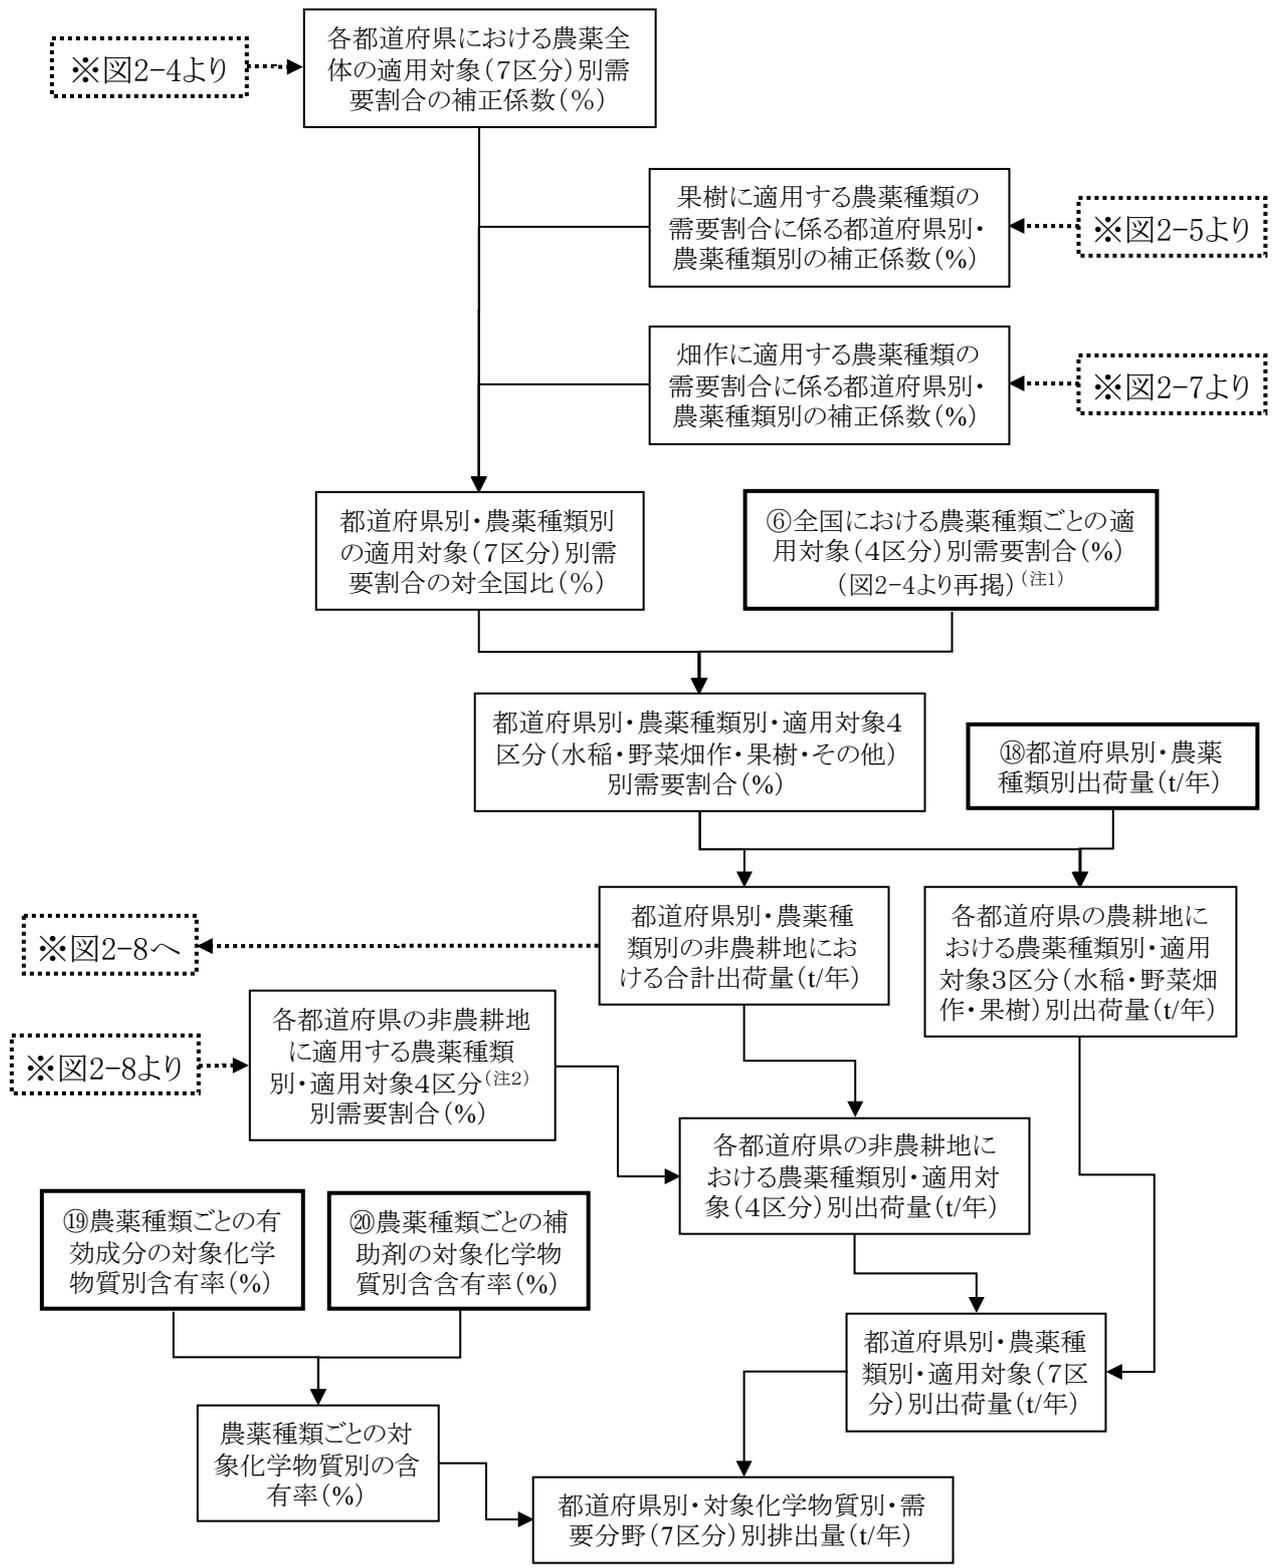 各都道府県における農薬全
体の適用対象（7区分）別需
要割合の補正係数（％）
※図2-4より
果樹に適用する農薬種類の
需要割合に係る都道府県別・
農薬種類別の補正係数（%）
※図2-5より
畑作に適用する農薬種類の
需要割合に係る都道府県別・
農薬種類別の補正係数（%）
※図2-7より
都道府県別・農薬種類別
の適用対象（7区分）別需
要割合の対全国比（%）
⑥全国における農薬種類ごとの適
用対象（4区分）別需要割合（%）
（図2-4より再掲）（注1）
都道府県別・農薬種類別・適用対象4
区分（水稲・野菜畑作・果樹・その他）
別需要割合（%）
⑱都道府県別・農薬
種類別出荷量（t/年）
都道府県別・農薬種
類別の非農耕地にお
ける合計出荷量（t/年）
各都道府県の農耕地に
おける農薬種類別・適用
対象3区分（水稲・野菜畑
作・果樹）別出荷量（t/年）
※図2-8へ
各都道府県の非農耕地
に適用する農薬種類
別・適用対象4区分（注2）
別需要割合（%）
※図2-8より
各都道府県の非農耕地に
おける農薬種類別・適用対
象（4区分）別出荷量（t/年）
⑲農薬種類ごとの有
効成分の対象化学
物質別含有率（%）
⑳農薬種類ごとの補
助剤の対象化学物
質別含含有率（%）
都道府県別・農薬種
類別・適用対象（7区
分）別出荷量（t/年）
農薬種類ごとの対
象化学物質別の含
有率（%）
都道府県別・対象化学物質別・需
要分野（7区分）別排出量（t/年）